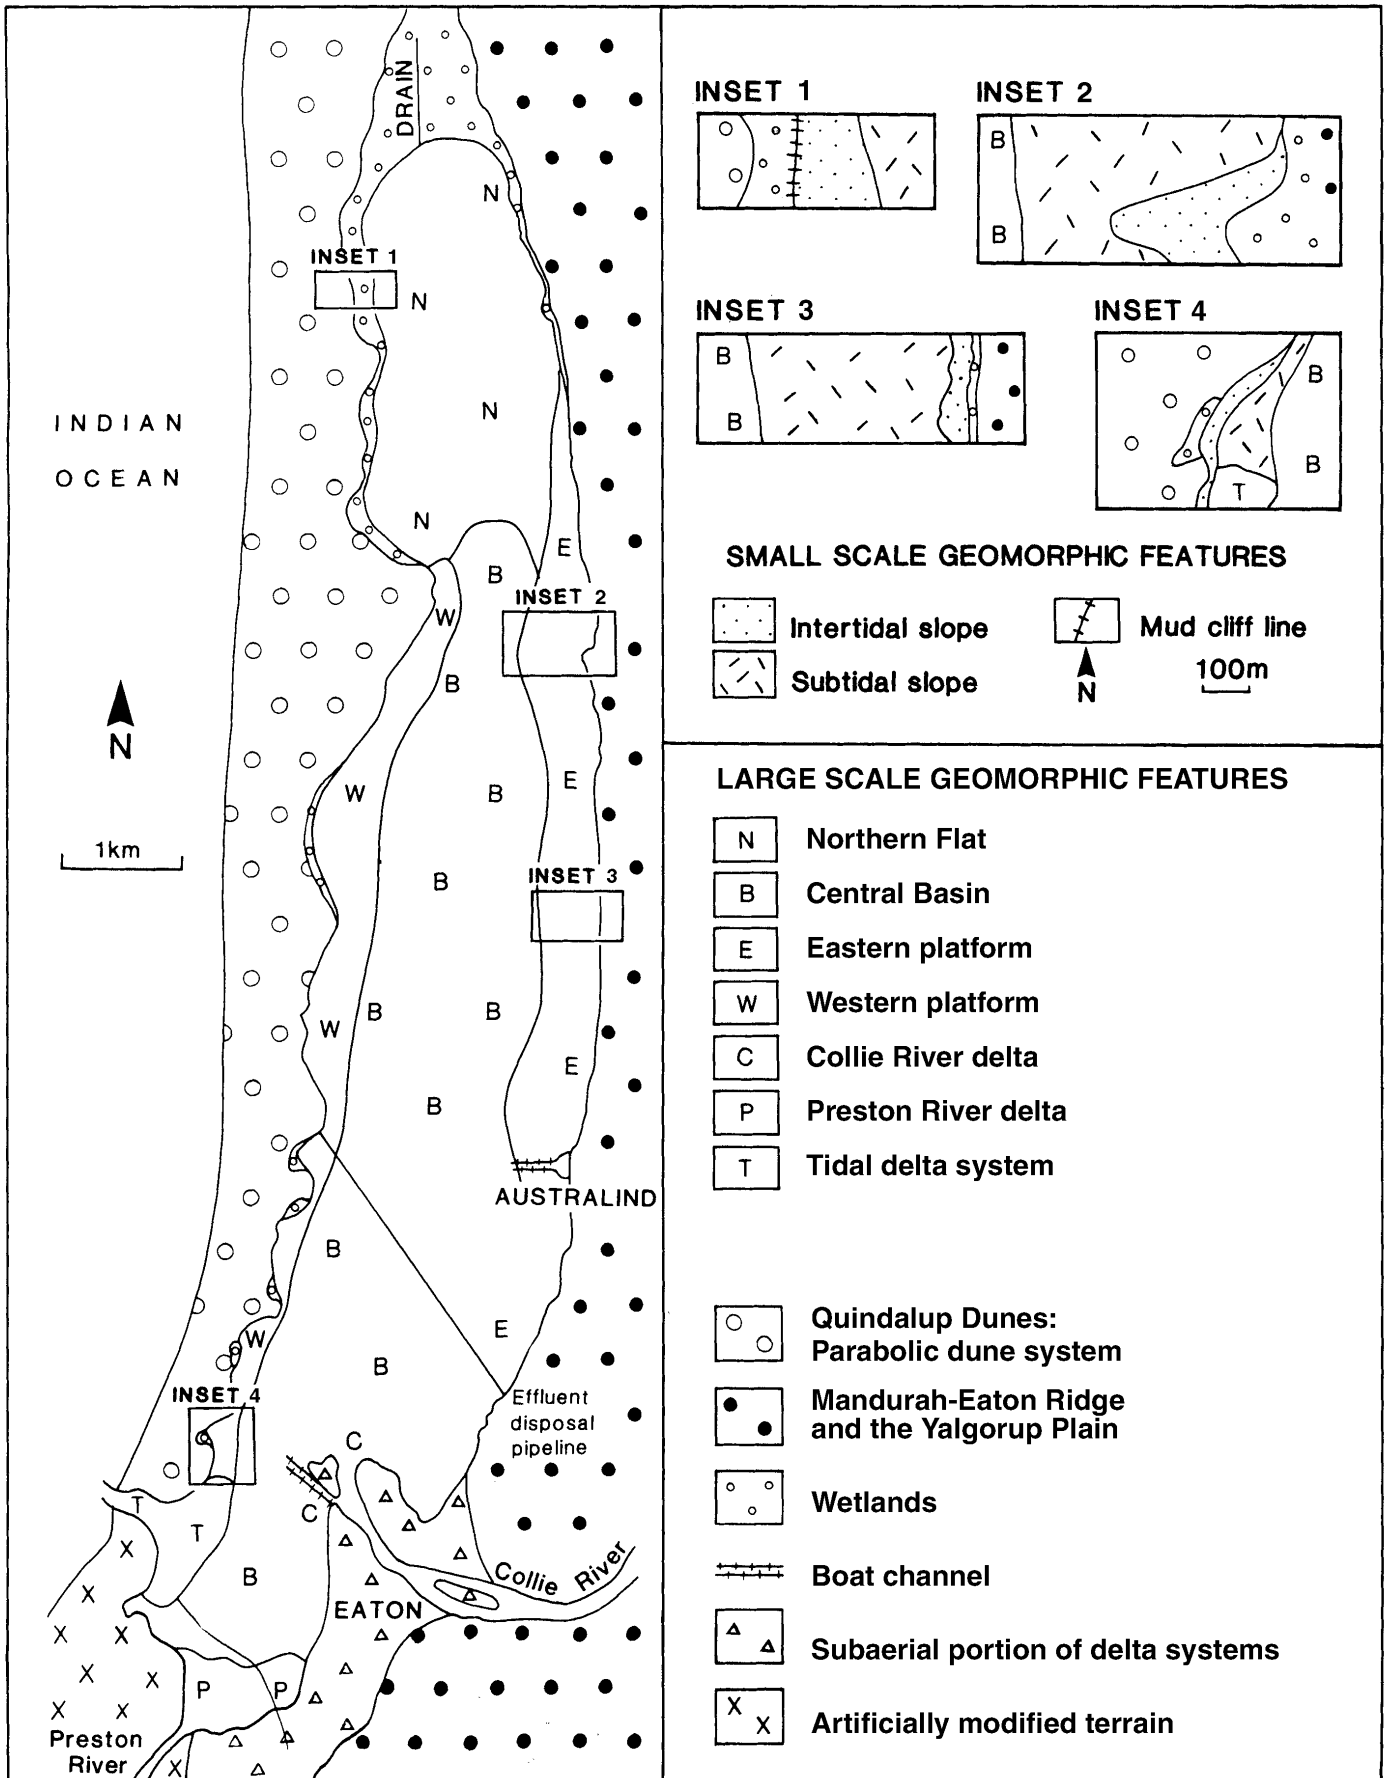 DRAIN
N
INSET 1
N
INDIAN
OCEAN
N
N
E
B
INSET 2
W
B
N
1km
W
B
E
B
INSET 3
W
B
B
E
B
AUSTRALIND
B
E
W
B
INSET 4
Effluent
disposal
pipeline
C
C
T
T
X
B
Collie River
X
EATON
X
X
X
X
P
P
X
X
Preston
River
X
INSET 1
INSET 2
B
B
INSET 3
B
B
INSET 4
B
B
T
SMALL SCALE GEOMORPHIC FEATURES
Intertidal slope
Mud cliff line
Subtidal slope
N
100m
LARGE SCALE GEOMORPHIC FEATURES
N Northern Flat
B Central Basin
E Eastern platform
W Western platform
C Collie River delta
P Preston River delta
T Tidal delta system
Quindalup Dunes:
Parabolic dune system
Mandurah-Eaton Ridge
and the Yalgorup Plain
Wetlands
Boat channel
Subaerial portion of delta systems
X X Artificially modified terrain